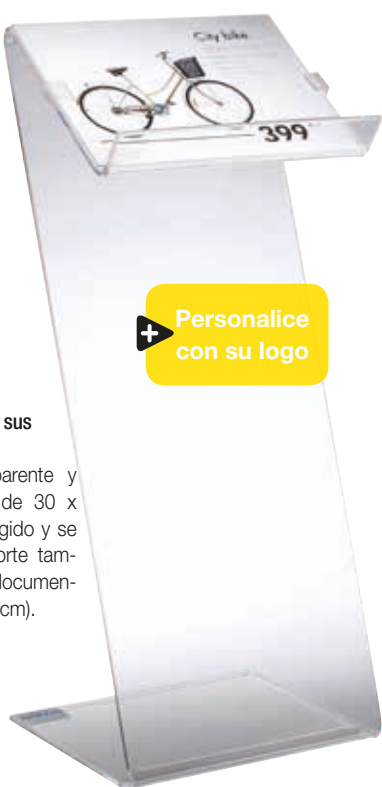 City bike
399
Personalice
con su logo
sus
parente y
de 30 x
gido y se
orte tam-
documen-
cm).